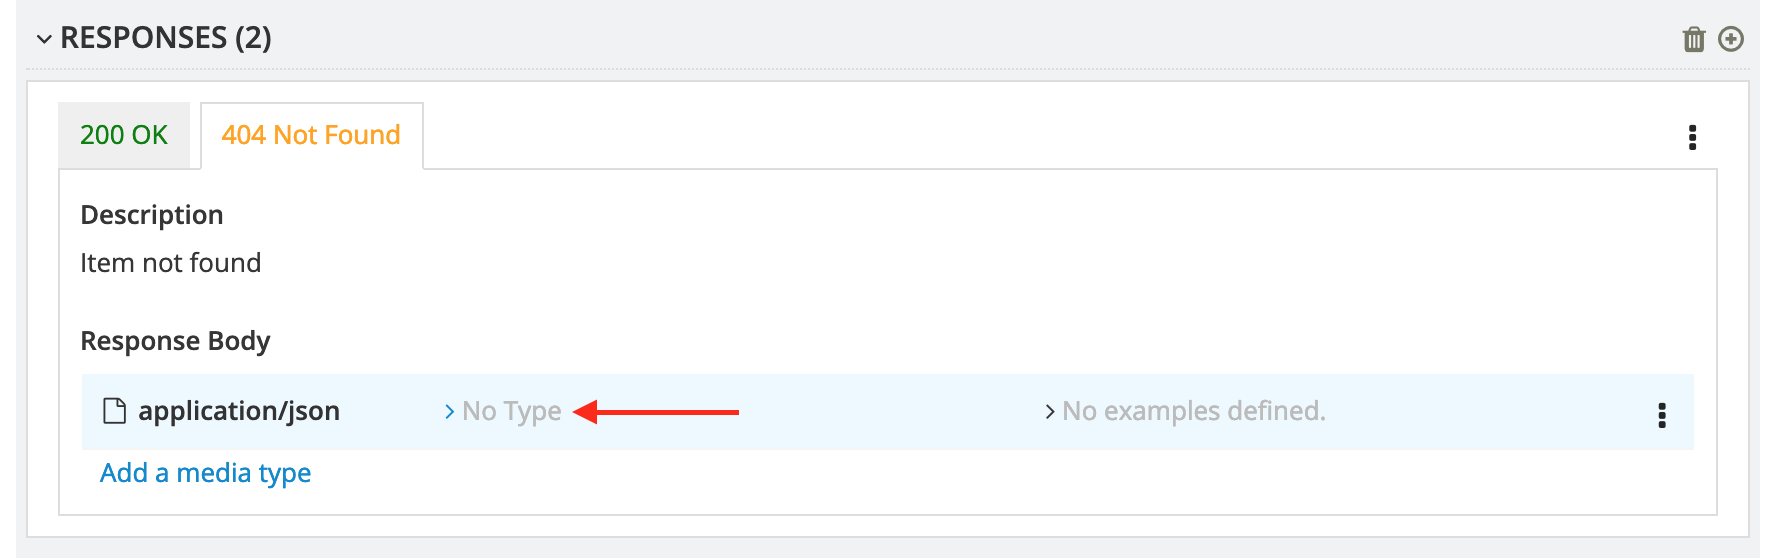 RESPONSES (2)
200 OK 404 Not Found
Description
Item not found
Response Body
application/json No Type No examples defined.
Add a media type